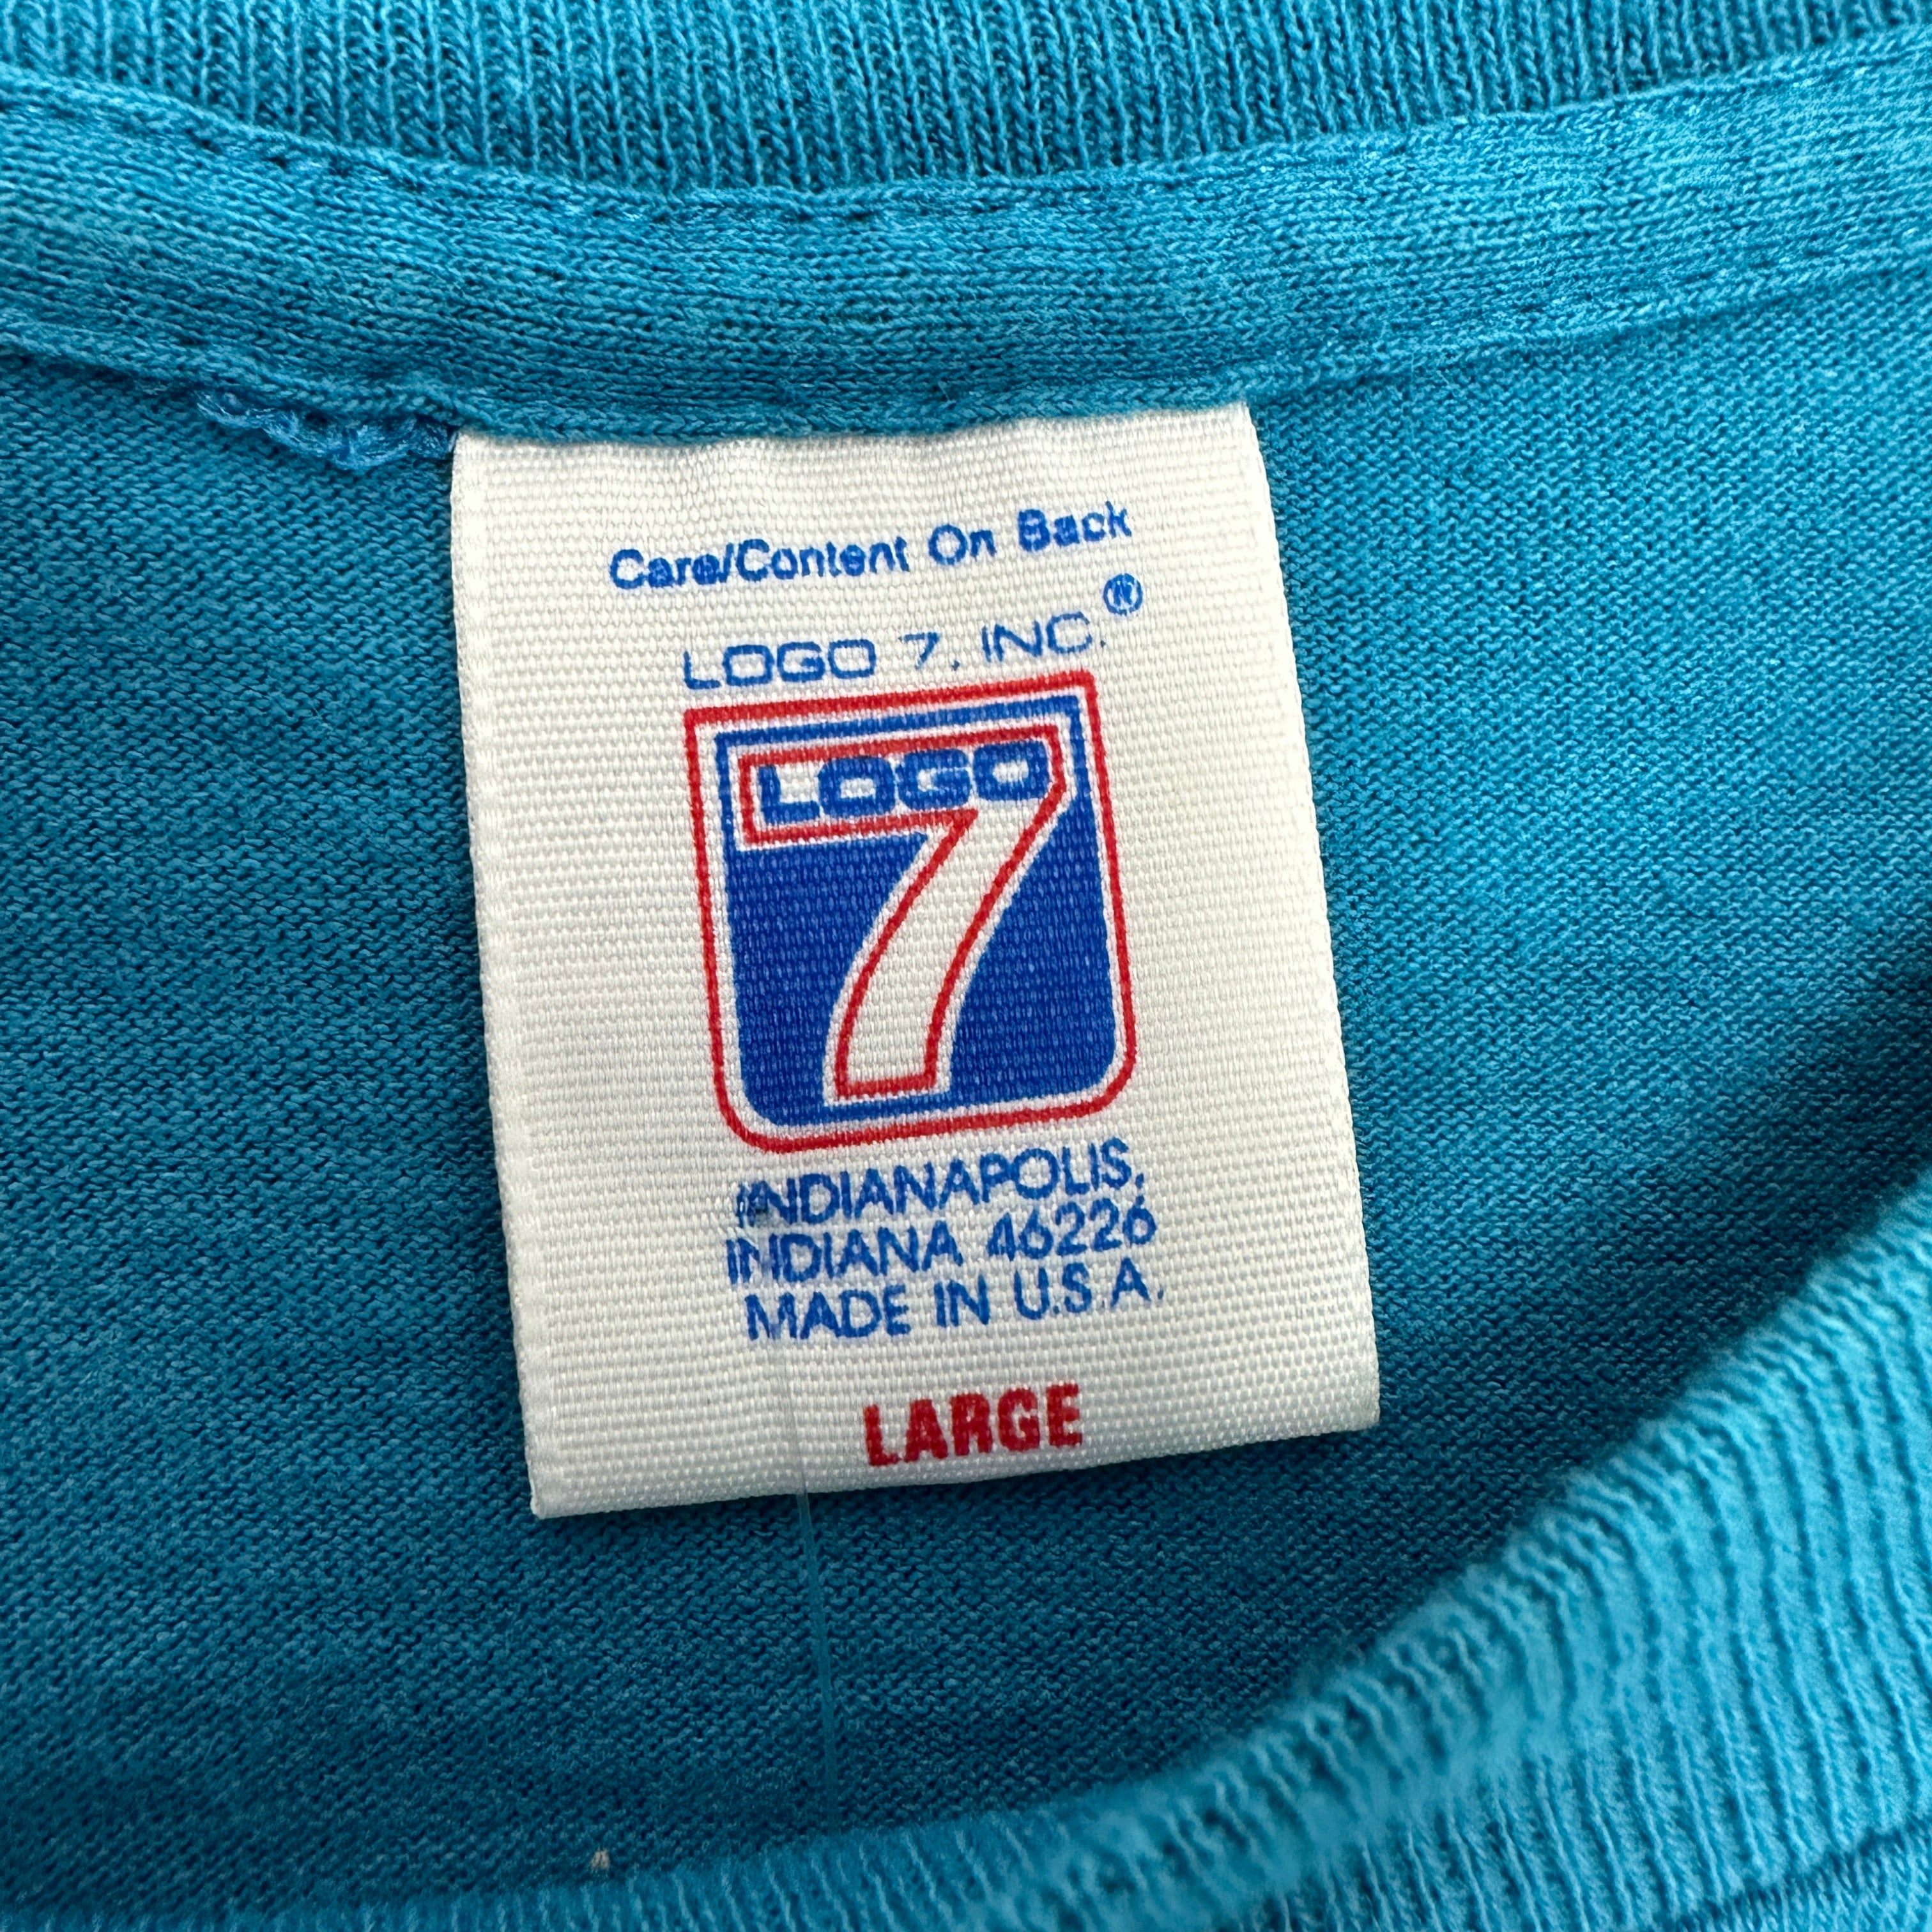 Care/Content On Back
LOGO 7, INC.®
LOGO
7
INDIANAPOLIS,
INDIANA 46226
MADE IN U.S.A.
LARGE